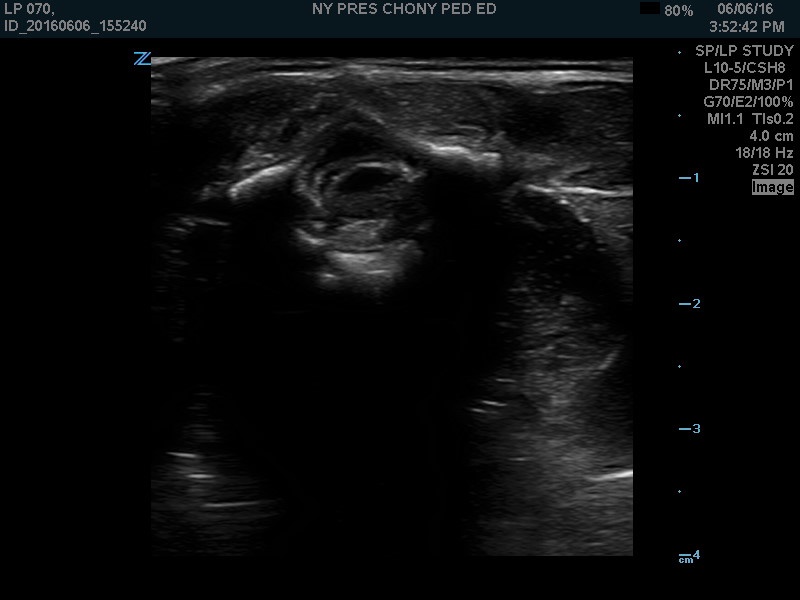 LP 070,
ID_20160606_155240
NY PRES CHONY PED ED
80%
06/06/16
3:52:42 PM
SP/LP STUDY
L10-5/CSH8
DR75/M3/P1
G70/E2/100%
MI1.1 TIs0.2
4.0 cm
18/18 Hz
ZSI 20
Image
Z
1
2
3
4
cm